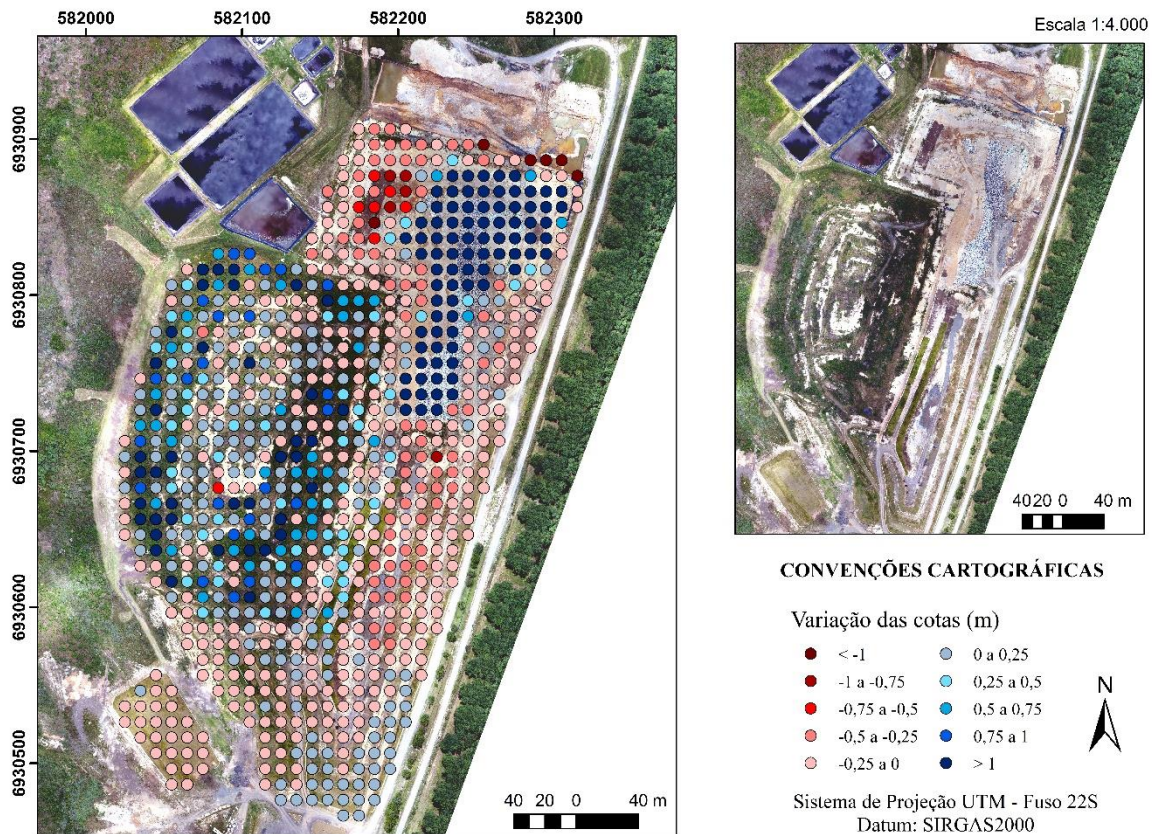 582000 582100 582200 582300
Escala 1:4.000
6930900
6930800
6930700
6930600
6930500
40 20 0 40 m
4020 0 40 m
CONVENÇÕES CARTOGRÁFICAS
Variação das cotas (m)
< -1
-1 a -0,75
-0,75 a -0,5
-0,5 a -0,25
-0,25 a 0
0 a 0,25
0,25 a 0,5
0,5 a 0,75
0,75 a 1
> 1
N
Sistema de Projeção UTM - Fuso 22S
Datum: SIRGAS2000